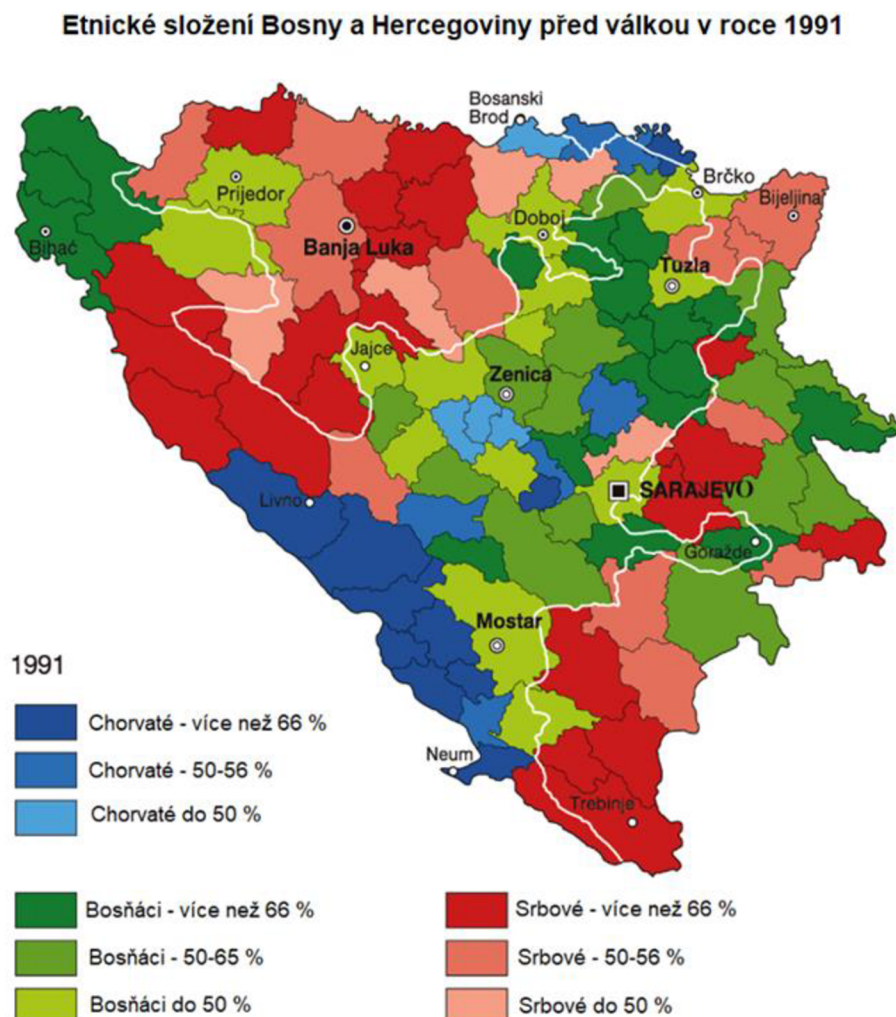 Etnické složení Bosny a Hercegoviny před válkou v roce 1991
Bosanski
Brod
Brčko
Prijedor
Bijeljina
Doboj
Bihać
Banja Luka
Tuzla
Jajce
Zenica
Livno
SARAJEVO
Goražde
Mostar
1991
Chorvaté - více než 66 %
Neum
Chorvaté - 50-56 %
Trebinje
Chorvaté do 50 %
Bosňáci - více než 66 %
Srbové - více než 66 %
Bosňáci - 50-65 %
Srbové - 50-56 %
Bosňáci do 50 %
Srbové do 50 %